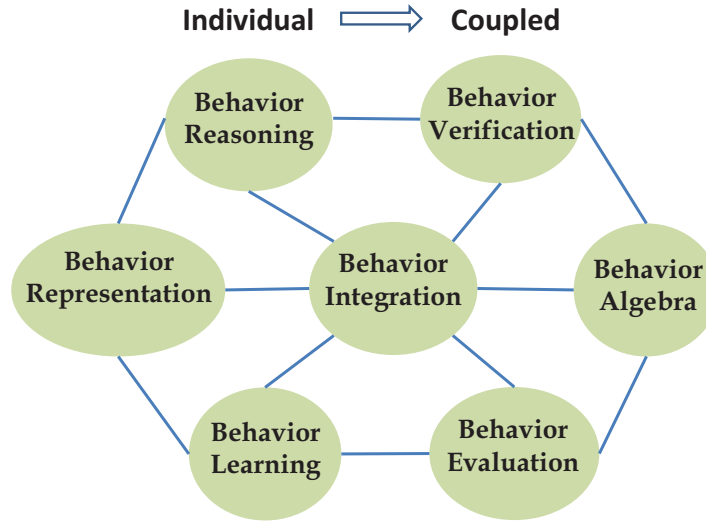 Individual Coupled
Behavior
Reasoning
Behavior
Verification
Behavior
Representation
Behavior
Integration
Behavior
Algebra
Behavior
Learning
Behavior
Evaluation